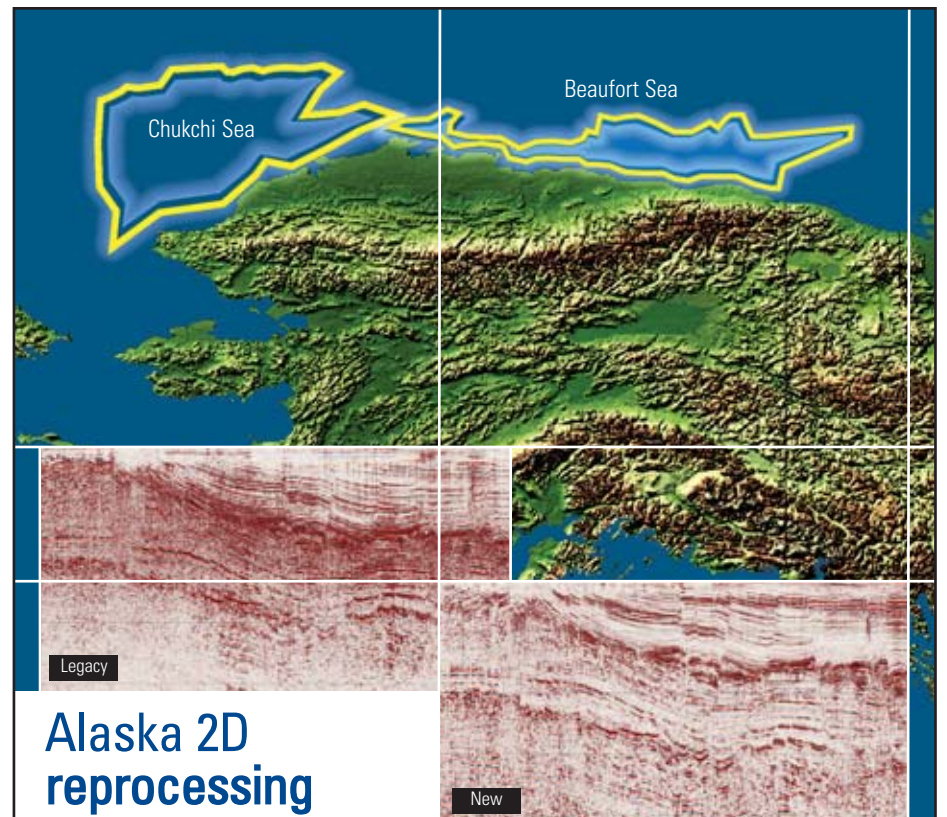 Beaufort Sea
Chukchi Sea
Legacy
Alaska 2D
reprocessing
New